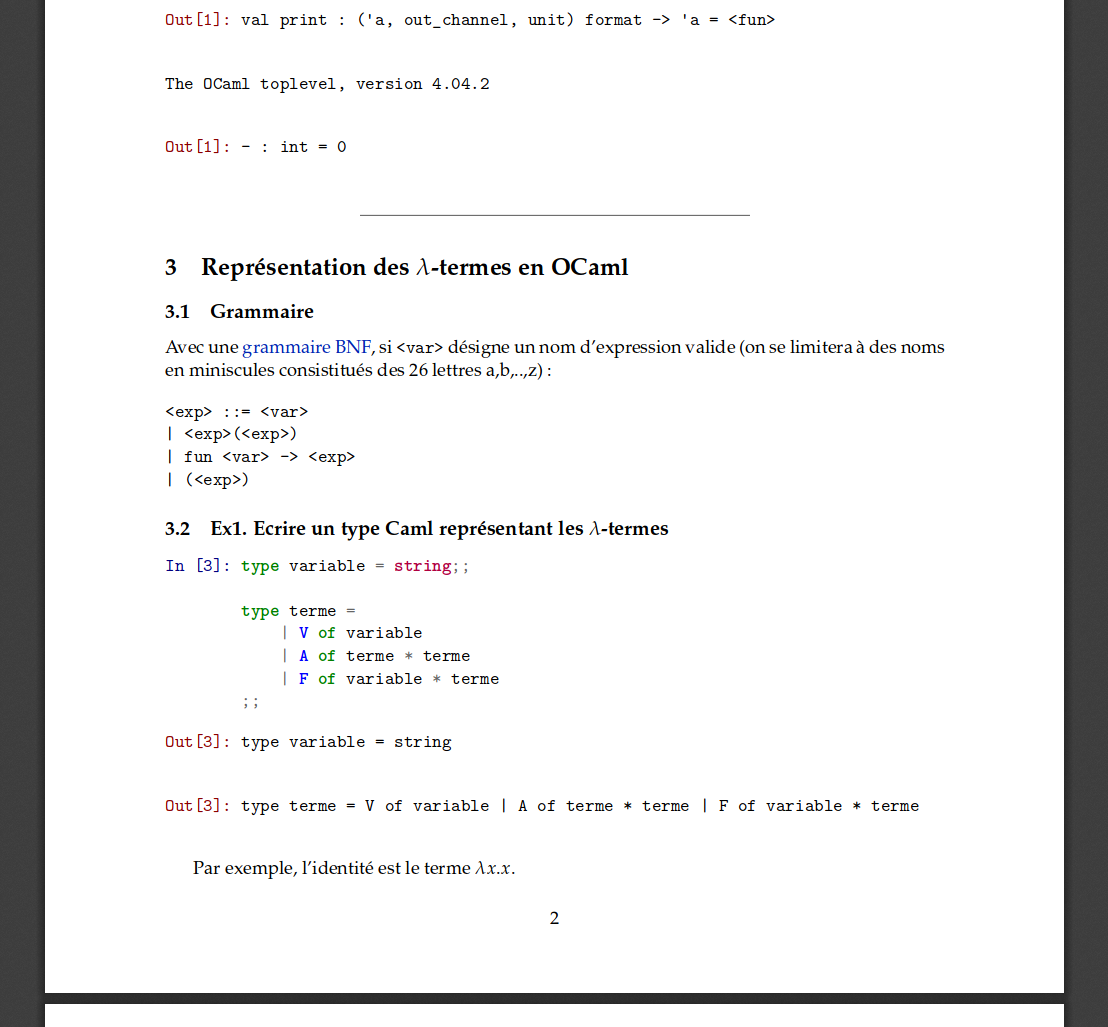 Out[1]: val print : ('a, out_channel, unit) format -> 'a = <fun>
The OCaml toplevel, version 4.04.2
Out[1]: - : int = 0
3 Représentation des λ-termes en OCaml
3.1 Grammaire
Avec une grammaire BNF, si <var> désigne un nom d'expression valide (on se limitera à des noms
en miniscules consistitués des 26 lettres a,b,..,z) :
<exp> ::= <var>
| <exp>(<exp>)
| fun <var> -> <exp>
| (<exp>)
3.2 Ex1. Ecrire un type Caml représentant les λ-termes
In [3]: type variable = string;;
type terme =
| V of variable
| A of terme * terme
| F of variable * terme
;;
Out[3]: type variable = string
Out[3]: type terme = V of variable | A of terme * terme | F of variable * terme
Par exemple, l'identité est le terme λx.x.
2